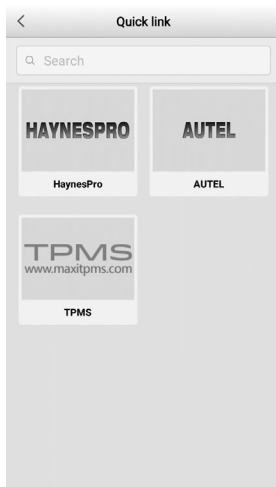 Quick link
Search
HAYNESPRO
AUTEL
HaynesPro
AUTEL
TPMS
www.maxitpms.com
TPMS